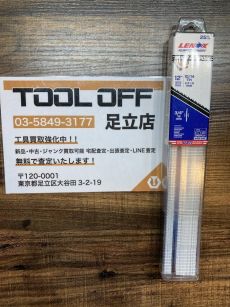 TOOL OFF
03-5849-3177 足立店
工具買取強化中！！
新品・中古・ジャンク買取可能 宅配査定・出張査定・LINE査定
無料で査定いたします！
〒120-0001
東京都足立区大谷田 3-2-19
LENOX
12"
3/4"